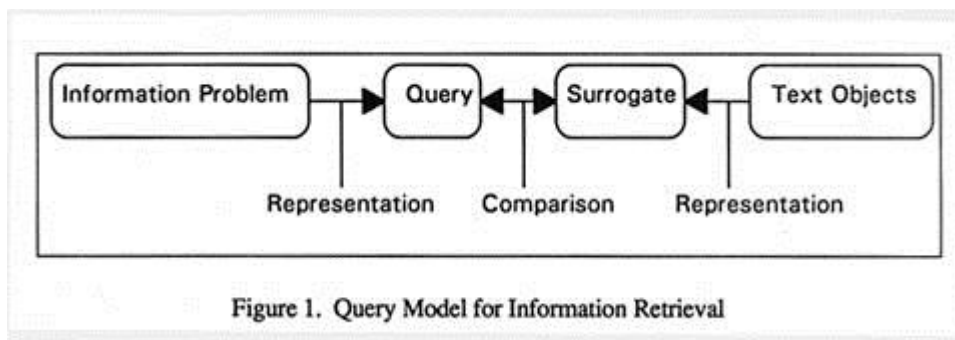 Information Problem Query Surrogate Text Objects
Representation Comparison Representation
Figure 1. Query Model for Information Retrieval